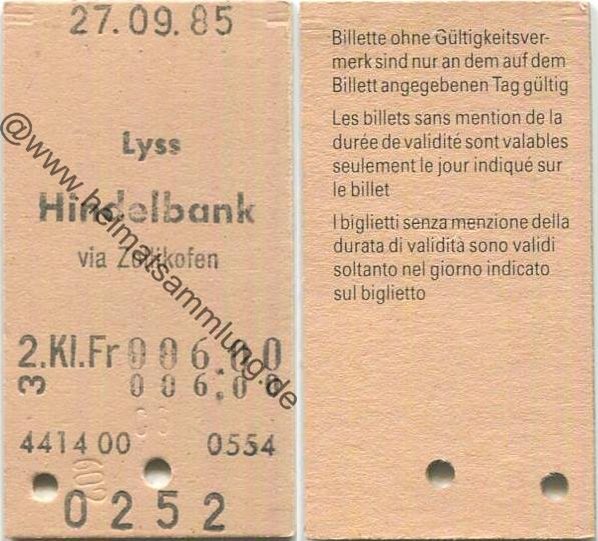 27.09.85
Lyss
Hindelbank
via Zollikofen
2.Kl.Fr 006.00
3 006.00
4414 00 0554
0252
@www.heimatsammlung.de
Billette ohne Gültigkeitsver-
merk sind nur an dem auf dem
Billett angegebenen Tag gültig
Les billets sans mention de la
durée de validité sont valables
seulement le jour indiqué sur
le billet
I biglietti senza menzione della
durata di validità sono validi
soltanto nel giorno indicato
sul biglietto